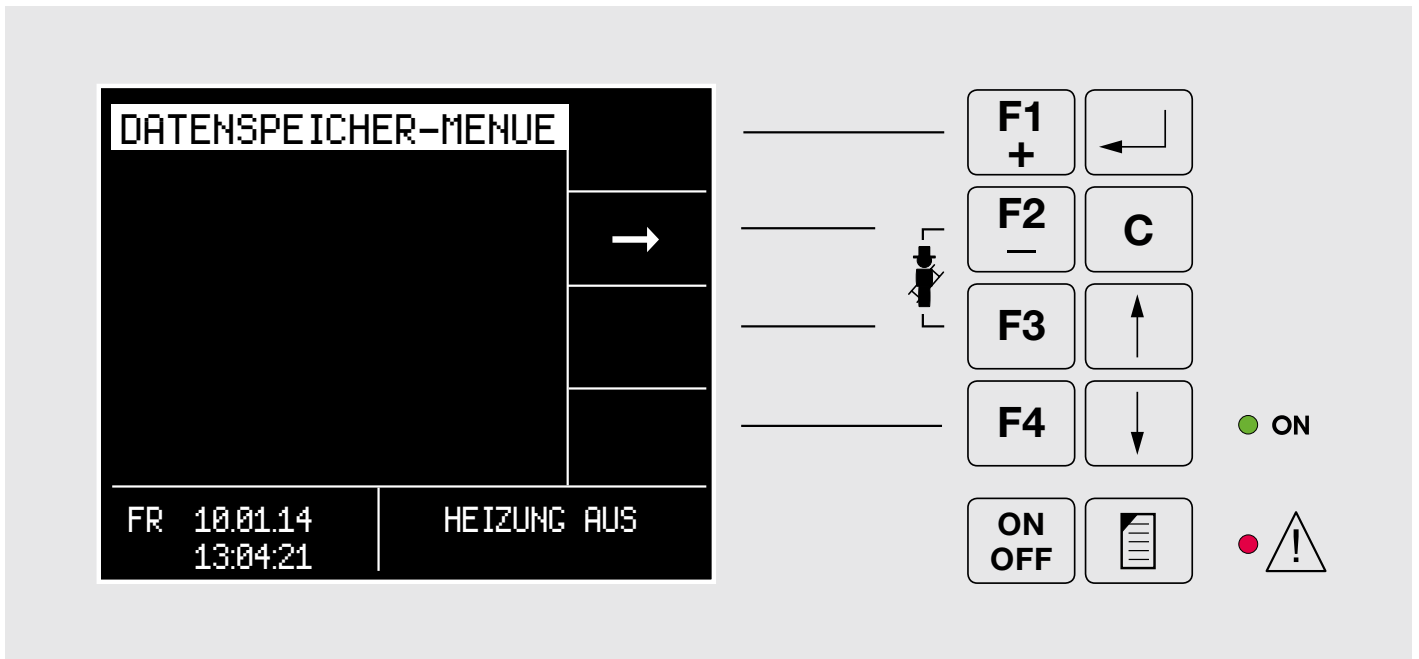 DATENSPEICHER-MENUE
FR 10.01.14
13:04:21
HEIZUNG AUS
F1
+
F2
—
C
F3
F4
ON
ON
OFF
!